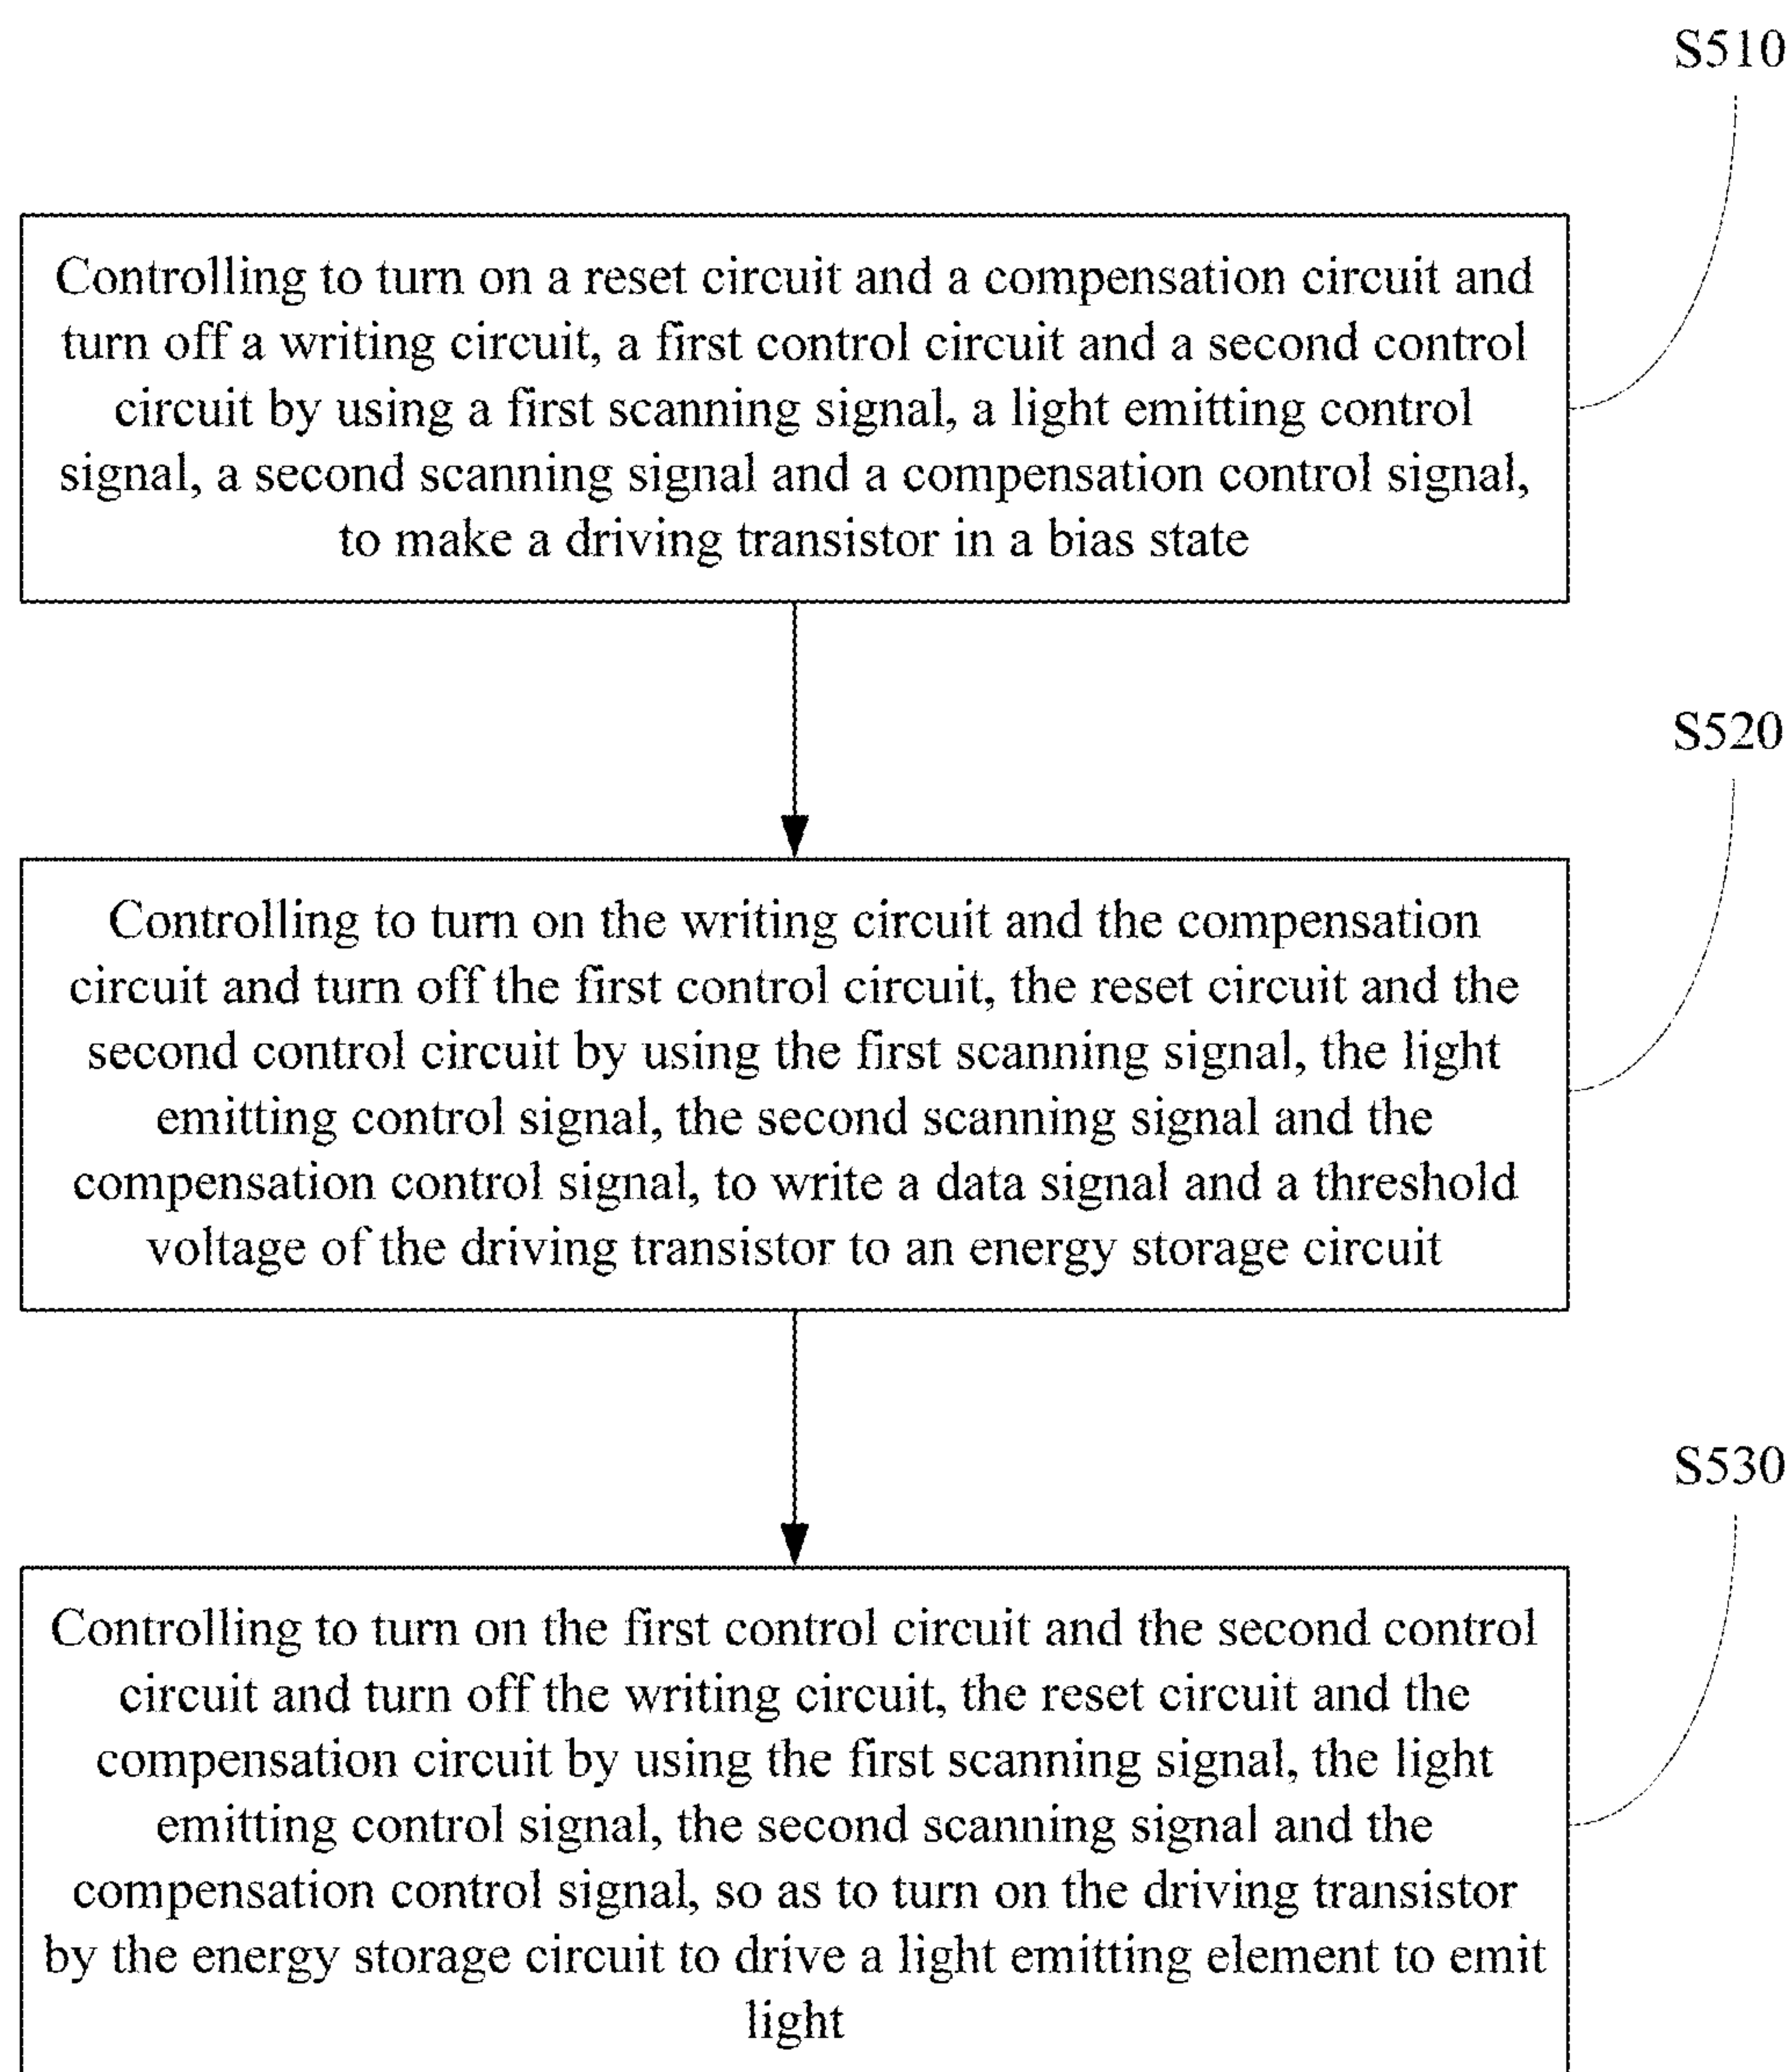 S510
Controlling to turn on a reset circuit and a compensation circuit and
turn off a writing circuit, a first control circuit and a second control
circuit by using a first scanning signal, a light emitting control
signal, a second scanning signal and a compensation control signal,
to make a driving transistor in a bias state
S520
Controlling to turn on the writing circuit and the compensation
circuit and turn off the first control circuit, the reset circuit and the
second control circuit by using the first scanning signal, the light
emitting control signal, the second scanning signal and the
compensation control signal, to write a data signal and a threshold
voltage of the driving transistor to an energy storage circuit
S530
Controlling to turn on the first control circuit and the second control
circuit and turn off the writing circuit, the reset circuit and the
compensation circuit by using the first scanning signal, the light
emitting control signal, the second scanning signal and the
compensation control signal, so as to turn on the driving transistor
by the energy storage circuit to drive a light emitting element to emit
light